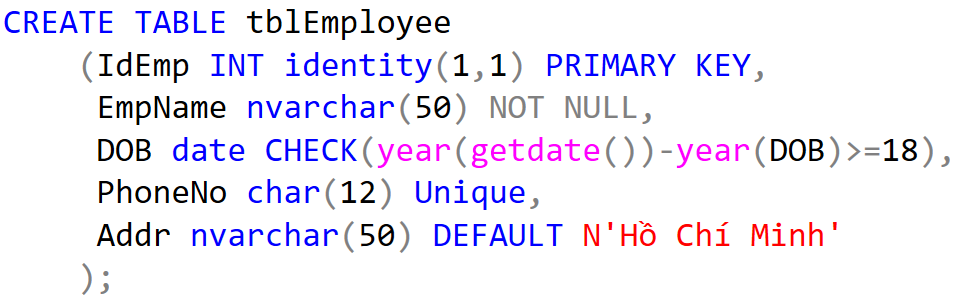 CREATE TABLE tblEmployee
(IdEmp INT identity(1,1) PRIMARY KEY,
EmpName nvarchar(50) NOT NULL,
DOB date CHECK(year(getdate())-year(DOB)>=18),
PhoneNo char(12) Unique,
Addr nvarchar(50) DEFAULT N'Hồ Chí Minh'
);